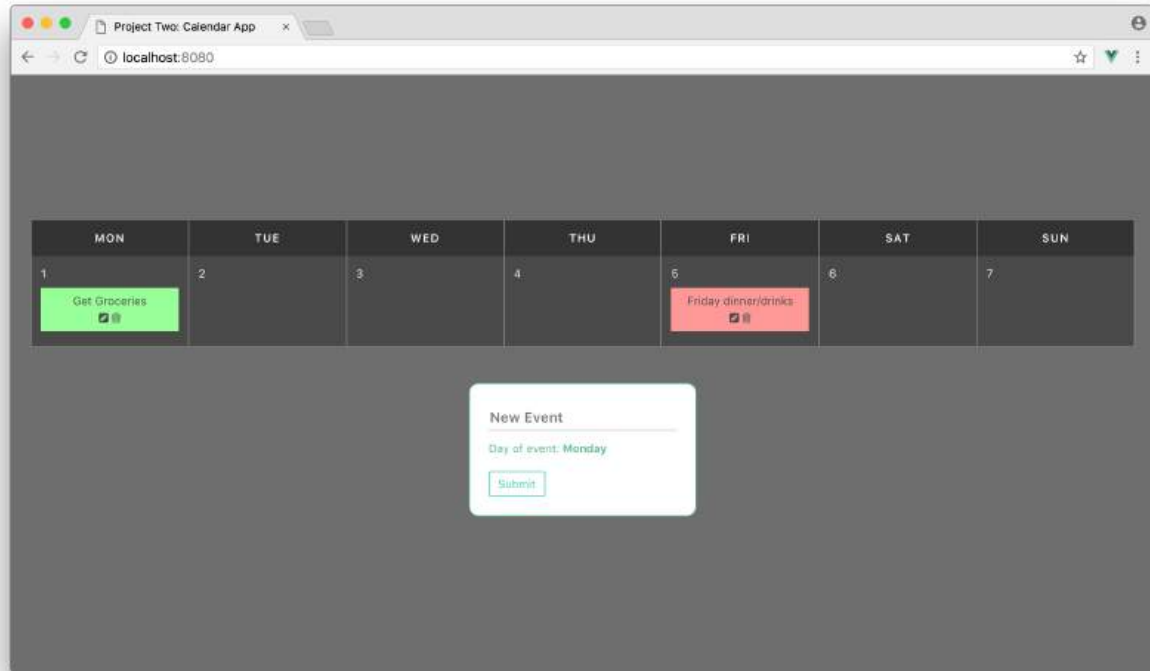 Project Two: Calendar App
localhost:8080
MON TUE WED THU FRI SAT SUN
1 2 3 4 5 6 7
Get Groceries Friday dinner/drinks
New Event
Day of event: Monday
Submit